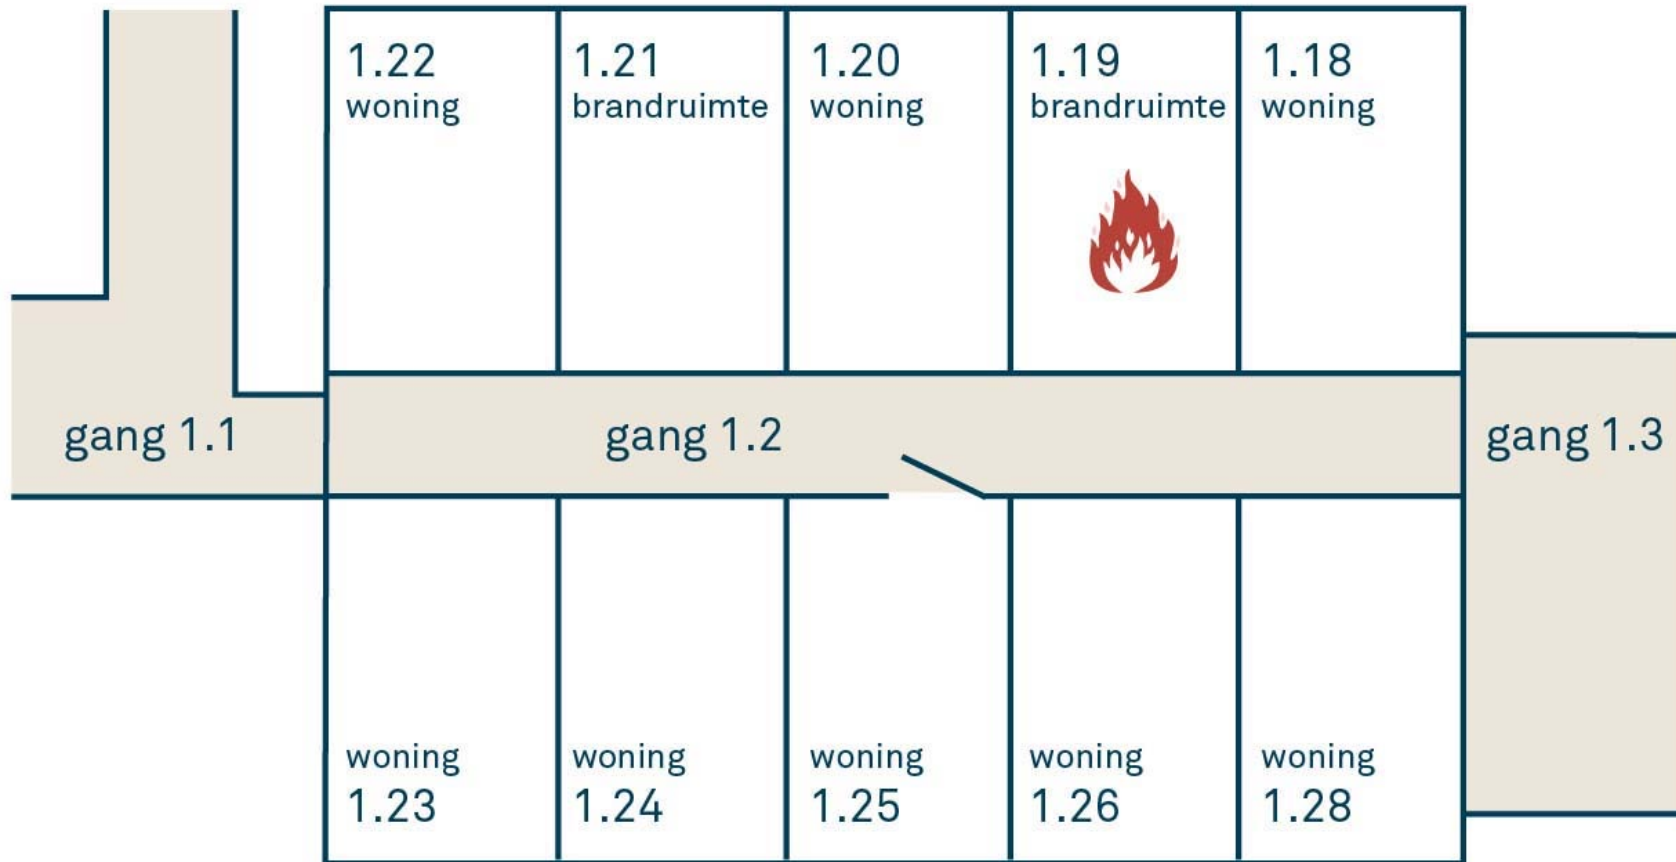 1.22
woning
1.21
brandruimte
1.20
woning
1.19
brandruimte
1.18
woning
gang 1.1
gang 1.2
gang 1.3
woning
1.23
woning
1.24
woning
1.25
woning
1.26
woning
1.28